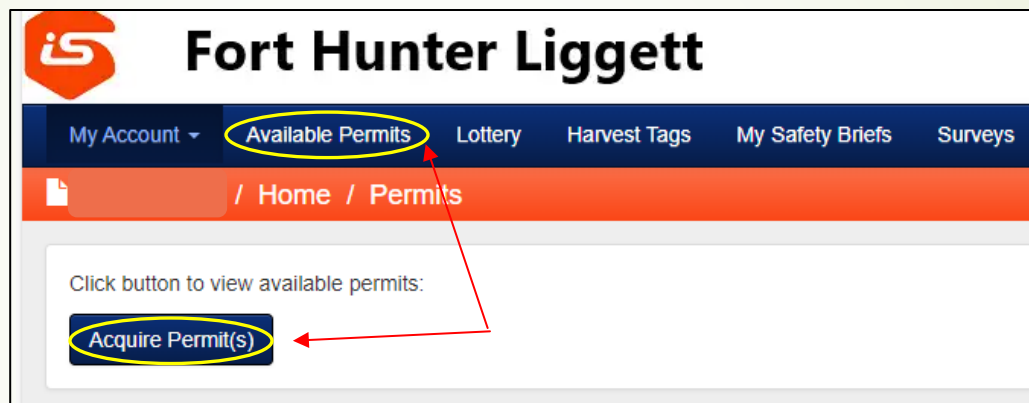 iS Fort Hunter Liggett
My Account Available Permits Lottery Harvest Tags My Safety Briefs Surveys
/ Home / Permits
Click button to view available permits:
Acquire Permit(s)